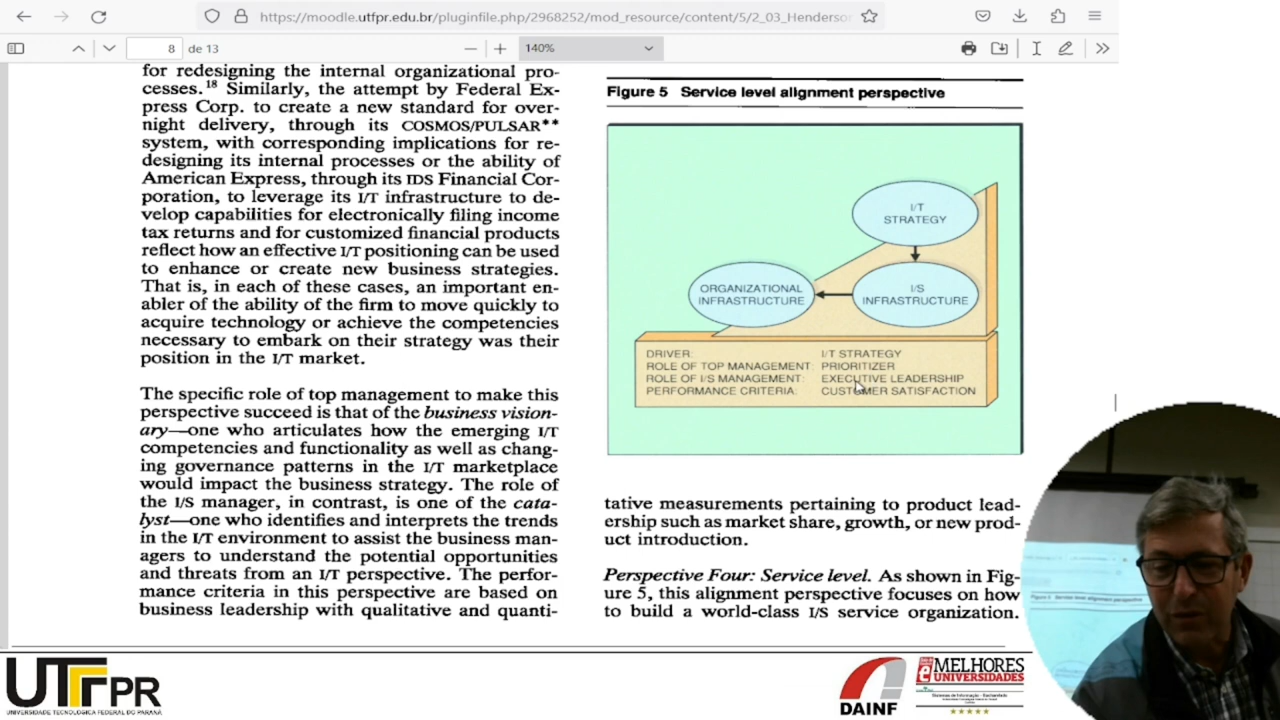 https://moodle.utfpr.edu.br/pluginfile.php/2968252/mod_resource/content/5/2_03_Henderso
8 de 13
140%
for redesigning the internal organizational pro-
cesses.18 Similarly, the attempt by Federal Ex-
press Corp. to create a new standard for over-
night delivery, through its COSMOS/PULSAR**
system, with corresponding implications for re-
designing its internal processes or the ability of
American Express, through its IDS Financial Cor-
poration, to leverage its I/T infrastructure to de-
velop capabilities for electronically filing income
tax returns and for customized financial products
reflect how an effective I/T positioning can be used
to enhance or create new business strategies.
That is, in each of these cases, an important en-
abler of the ability of the firm to move quickly to
acquire technology or achieve the competencies
necessary to embark on their strategy was their
position in the I/T market.
The specific role of top management to make this
perspective succeed is that of the business vision-
ary—one who articulates how the emerging I/T
competencies and functionality as well as chang-
ing governance patterns in the I/T marketplace
would impact the business strategy. The role of
the I/S manager, in contrast, is one of the cata-
lyst—one who identifies and interprets the trends
in the I/T environment to assist the business man-
agers to understand the potential opportunities
and threats from an I/T perspective. The perfor-
mance criteria in this perspective are based on
business leadership with qualitative and quanti-
Figure 5 Service level alignment perspective
I/T
STRATEGY
ORGANIZATIONAL
INFRASTRUCTURE
I/S
INFRASTRUCTURE
DRIVER: I/T STRATEGY
ROLE OF TOP MANAGEMENT: PRIORITIZER
ROLE OF I/S MANAGEMENT: EXECUTIVE LEADERSHIP
PERFORMANCE CRITERIA: CUSTOMER SATISFACTION
tative measurements pertaining to product lead-
ership such as market share, growth, or new prod-
uct introduction.
Perspective Four: Service level. As shown in Fig-
ure 5, this alignment perspective focuses on how
to build a world-class I/S service organization.
Figure 5 Service level alignment perspective
UTFPR
UNIVERSIDADE TECNOLÓGICA FEDERAL DO PARANÁ
DAINF
MELHORES
UNIVERSIDADES
Sistemas de Informação - Bacharelado